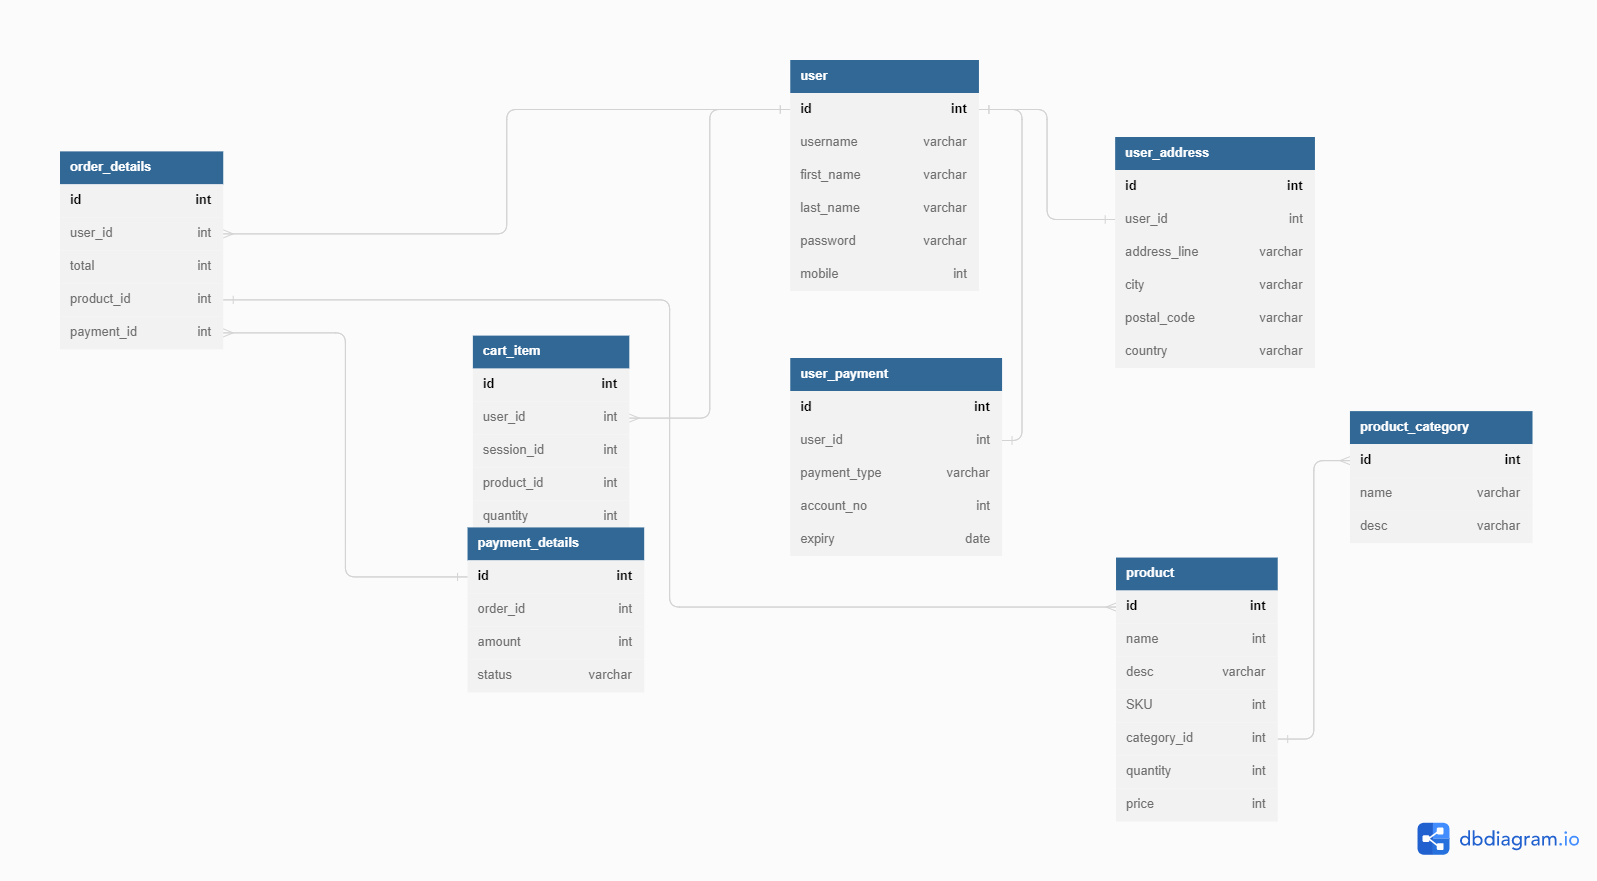 user
id int
username varchar
first_name varchar
last_name varchar
password varchar
mobile int
order_details
id int
user_id int
total int
product_id int
payment_id int
user_address
id int
user_id int
address_line varchar
city varchar
postal_code varchar
country varchar
cart_item
id int
user_id int
session_id int
product_id int
quantity int
user_payment
id int
user_id int
payment_type varchar
account_no int
expiry date
product_category
id int
name varchar
desc varchar
payment_details
id int
order_id int
amount int
status varchar
product
id int
name int
desc varchar
SKU int
category_id int
quantity int
price int
dbdiagram.io